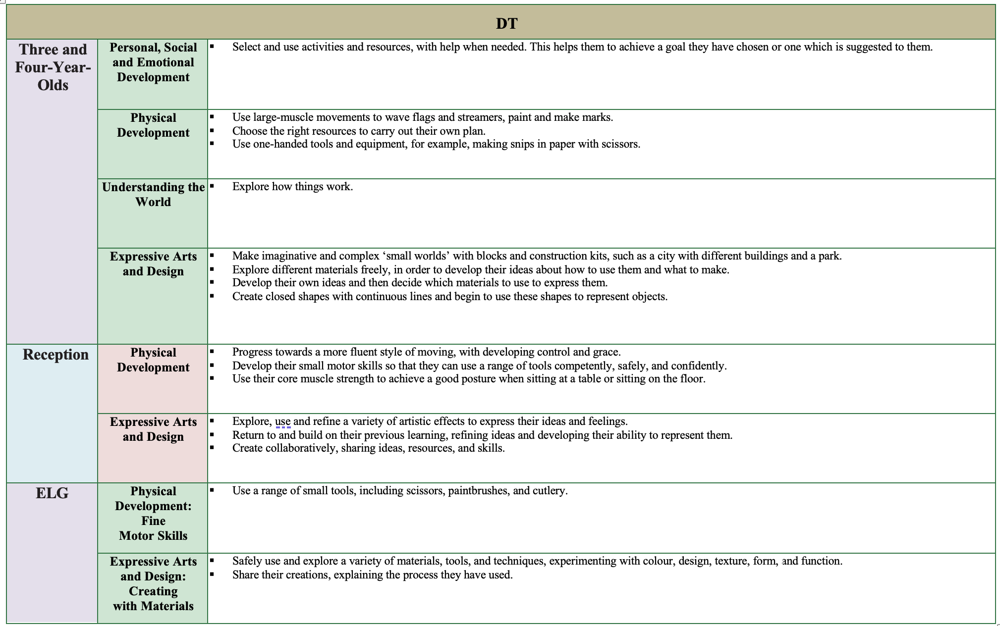 DT
Three and
Four-Year-
Olds
Personal, Social
and Emotional
Development
▪ Select and use activities and resources, with help when needed. This helps them to achieve a goal they have chosen or one which is suggested to them.
Physical
Development
▪ Use large-muscle movements to wave flags and streamers, paint and make marks.
▪ Choose the right resources to carry out their own plan.
▪ Use one-handed tools and equipment, for example, making snips in paper with scissors.
Understanding the
World
▪ Explore how things work.
Expressive Arts
and Design
▪ Make imaginative and complex ‘small worlds’ with blocks and construction kits, such as a city with different buildings and a park.
▪ Explore different materials freely, in order to develop their ideas about how to use them and what to make.
▪ Develop their own ideas and then decide which materials to use to express them.
▪ Create closed shapes with continuous lines and begin to use these shapes to represent objects.
Reception
Physical
Development
▪ Progress towards a more fluent style of moving, with developing control and grace.
▪ Develop their small motor skills so that they can use a range of tools competently, safely, and confidently.
▪ Use their core muscle strength to achieve a good posture when sitting at a table or sitting on the floor.
Expressive Arts
and Design
▪ Explore, use and refine a variety of artistic effects to express their ideas and feelings.
▪ Return to and build on their previous learning, refining ideas and developing their ability to represent them.
▪ Create collaboratively, sharing ideas, resources, and skills.
ELG
Physical
Development:
Fine
Motor Skills
▪ Use a range of small tools, including scissors, paintbrushes, and cutlery.
Expressive Arts
and Design:
Creating
with Materials
▪ Safely use and explore a variety of materials, tools, and techniques, experimenting with colour, design, texture, form, and function.
▪ Share their creations, explaining the process they have used.